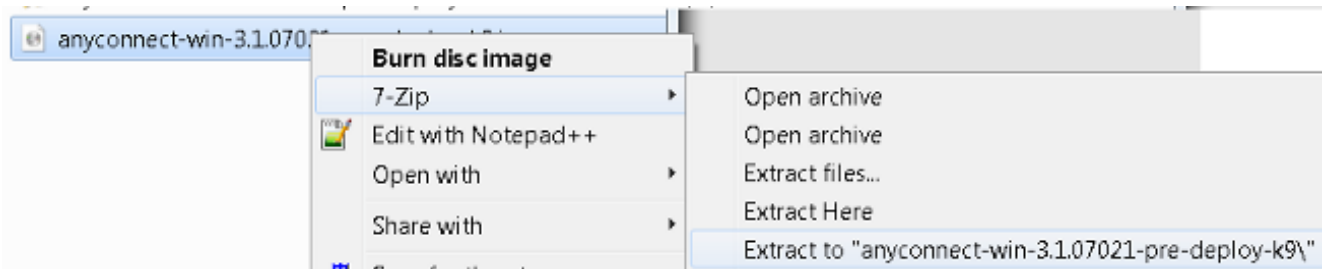 anyconnect-win-3.1.070
Burn disc image
7-Zip
Open archive
Edit with Notepad++
Open archive
Open with
Extract files...
Share with
Extract Here
Extract to "anyconnect-win-3.1.07021-pre-deploy-k9\"